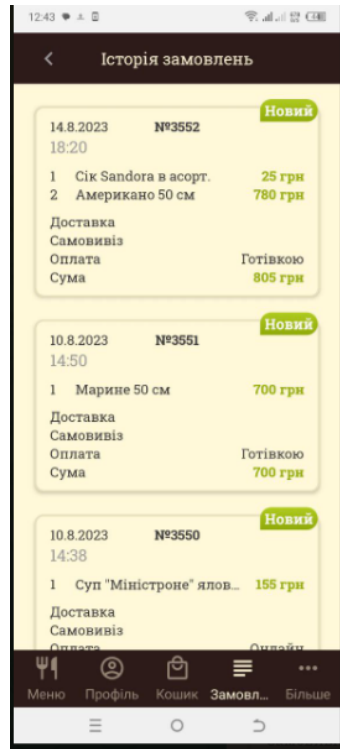 12:43
Історія замовлень
Новий
14.8.2023 №3552
18:20
1 Сік Sandora в асорт. 25 грн
2 Американо 50 см 780 грн
Доставка
Самовивіз
Оплата Готівкою
Сума 805 грн
Новий
10.8.2023 №3551
14:50
1 Марине 50 см 700 грн
Доставка
Самовивіз
Оплата Готівкою
Сума 700 грн
Новий
10.8.2023 №3550
14:38
1 Суп "Міністроне" ялов... 155 грн
Доставка
Самовивіз
Оплата Онлайн
Меню Профіль Кошик Замовл... Більше